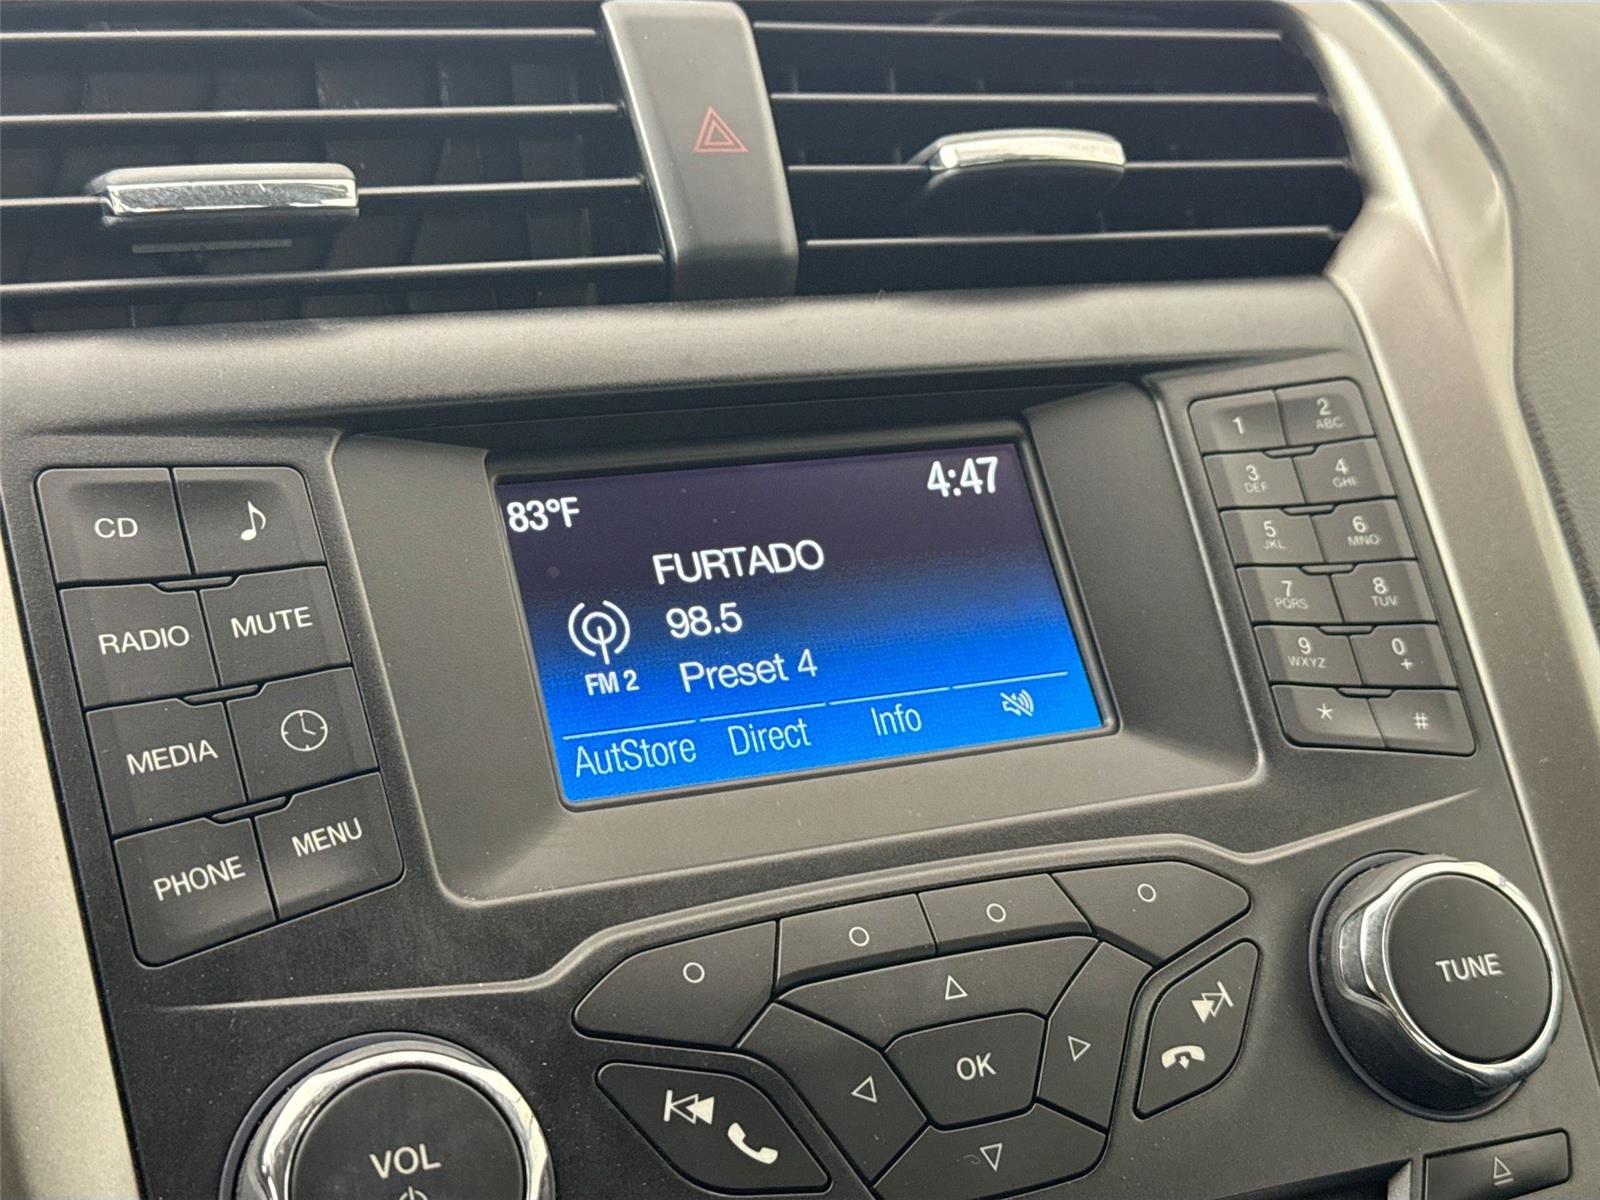 83°F
4:47
FURTADO
98.5
FM 2
Preset 4
AutStore
Direct
Info
CD
RADIO
MUTE
MEDIA
PHONE
MENU
1
2
ABC
3
DEF
4
GHI
5
JKL
6
MNO
7
PQRS
8
TUV
9
WXYZ
0
+
*
#
OK
VOL
TUNE